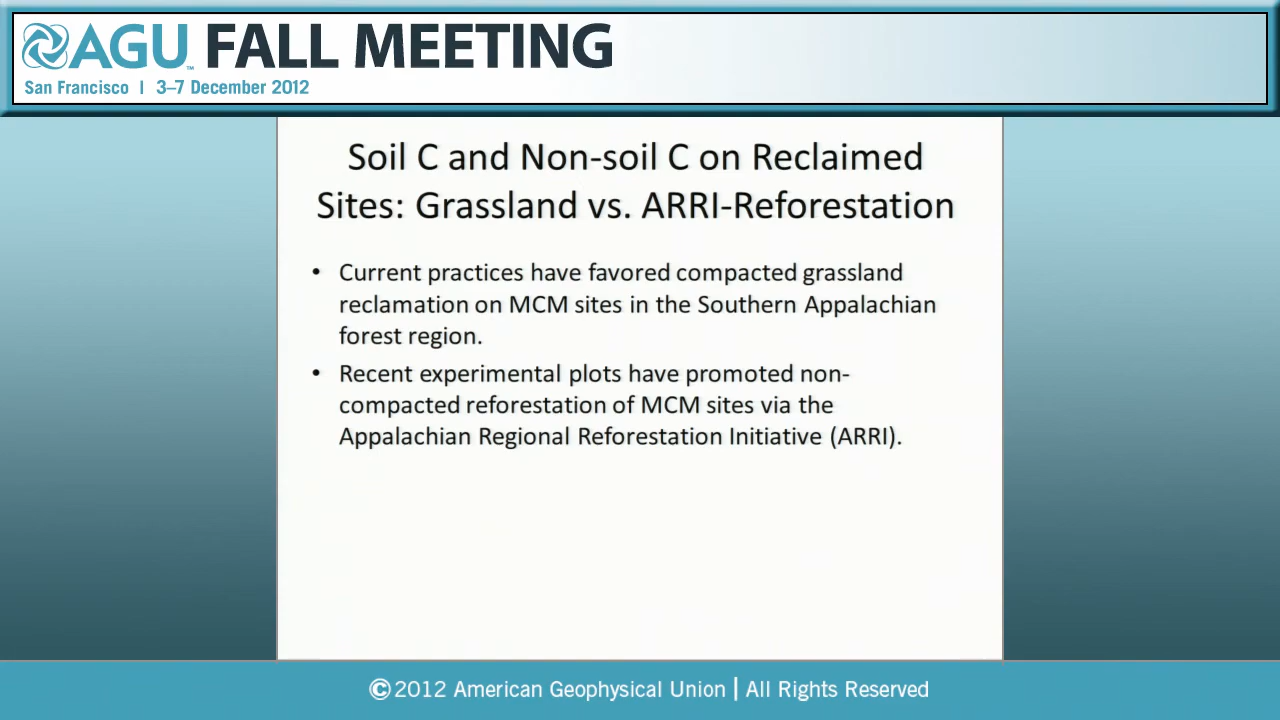 AGU™ FALL MEETING
San Francisco | 3–7 December 2012
Soil C and Non-soil C on Reclaimed
Sites: Grassland vs. ARRI-Reforestation
• Current practices have favored compacted grassland
reclamation on MCM sites in the Southern Appalachian
forest region.
• Recent experimental plots have promoted non-
compacted reforestation of MCM sites via the
Appalachian Regional Reforestation Initiative (ARRI).
©2012 American Geophysical Union | All Rights Reserved